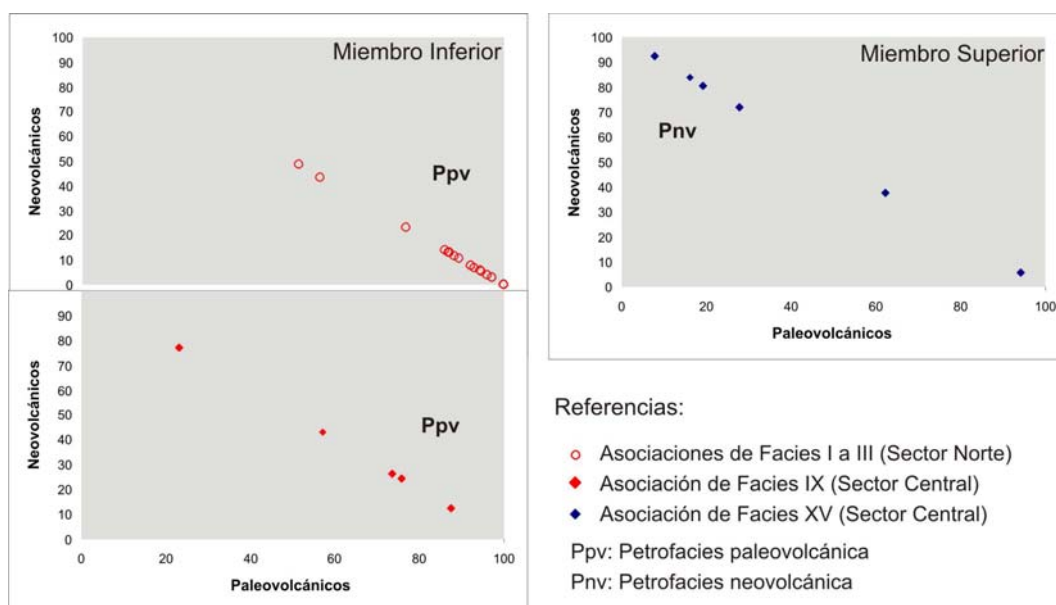 Miembro Inferior
Neovolcánicos
100
90
80
70
60
50
40
30
20
10
0
Ppv
Neovolcánicos
90
80
70
60
50
40
30
20
10
0
Ppv
0 20 40 60 80 100
Paleovolcánicos
Miembro Superior
Neovolcánicos
100
90
80
70
60
50
40
30
20
10
0
Pnv
0 20 40 60 80 100
Paleovolcánicos
Referencias:
Asociaciones de Facies I a III (Sector Norte)
Asociación de Facies IX (Sector Central)
Asociación de Facies XV (Sector Central)
Ppv: Petrofacies paleovolcánica
Pnv: Petrofacies neovolcánica